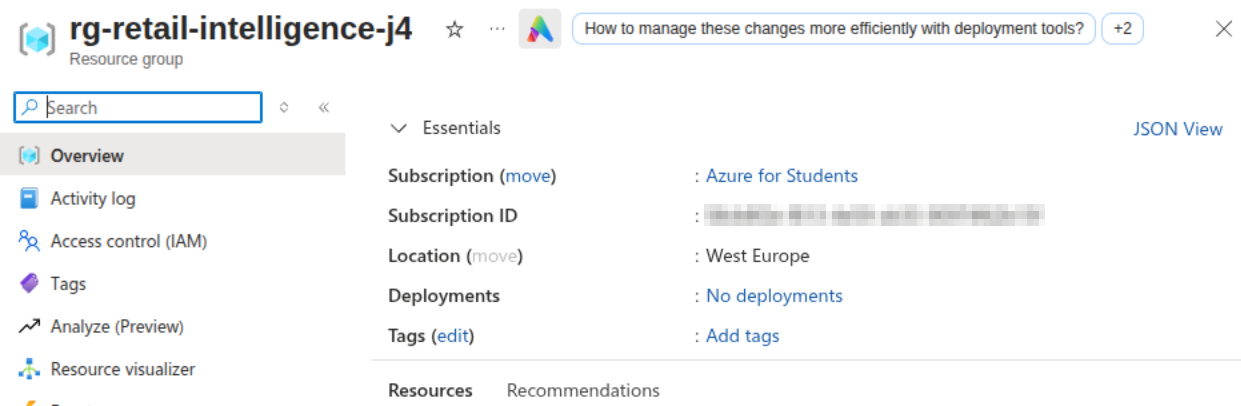 rg-retail-intelligence-j4 ☆ ··· How to manage these changes more efficiently with deployment tools? +2
Resource group
Search
Overview
Activity log
Access control (IAM)
Tags
Analyze (Preview)
Resource visualizer
Essentials JSON View
Subscription (move) : Azure for Students
Subscription ID :
Location (move) : West Europe
Deployments : No deployments
Tags (edit) : Add tags
Resources Recommendations